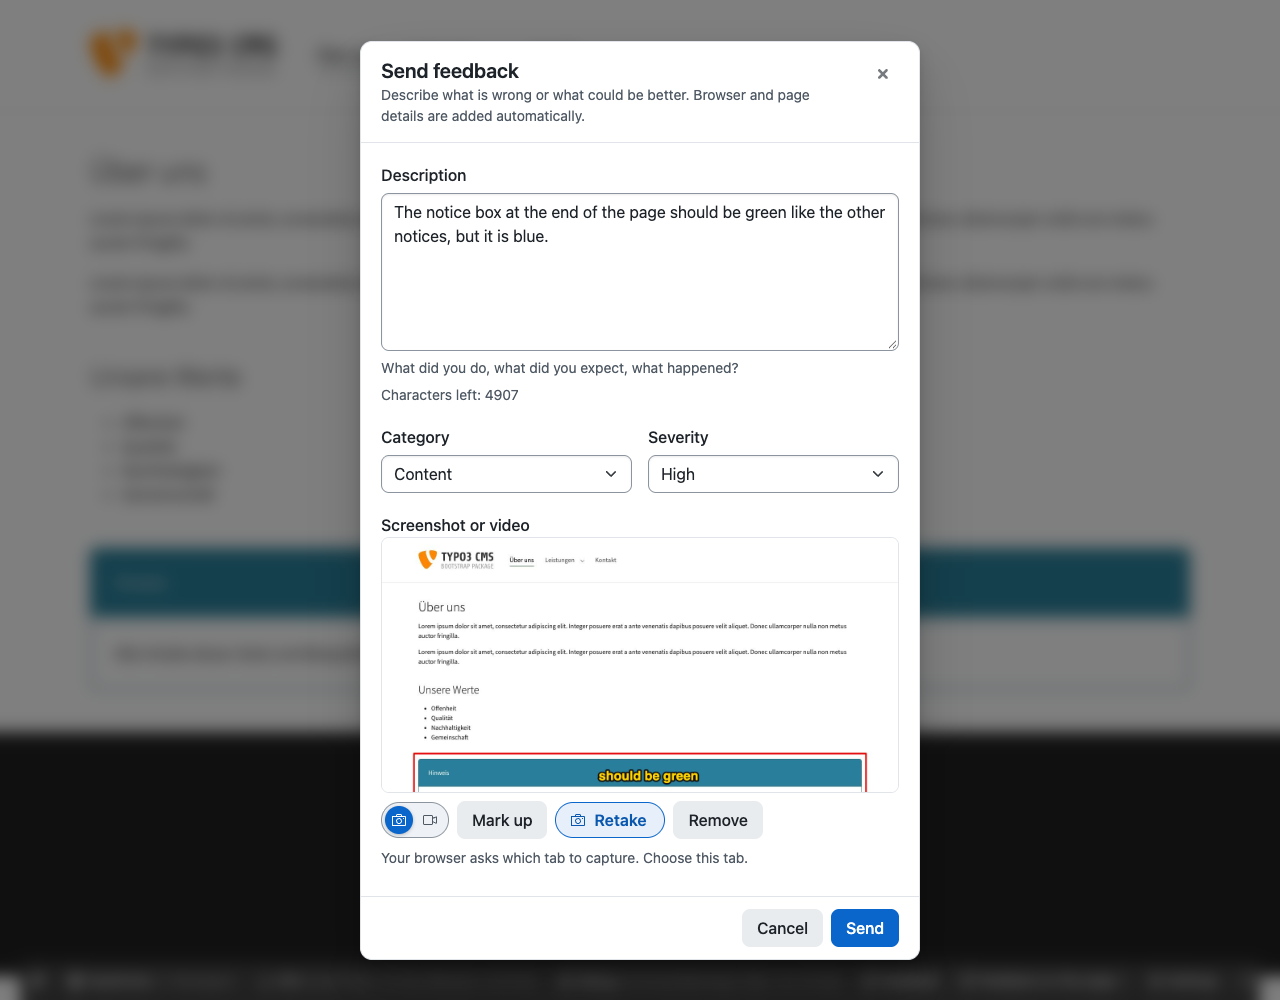 Send feedback
Describe what is wrong or what could be better. Browser and page
details are added automatically.
Description
The notice box at the end of the page should be green like the other
notices, but it is blue.
What did you do, what did you expect, what happened?
Characters left: 4907
Category
Severity
Content
High
Screenshot or video
TYPO3 CMS
BOOTSTRAP PACKAGE
Über uns
Leistungen
Kontakt
Über uns
Lorem ipsum dolor sit amet, consectetur adipiscing elit. Integer posuere erat a ante venenatis dapibus posuere velit aliquet. Donec ullamcorper nulla non metus
auctor fringilla.
Lorem ipsum dolor sit amet, consectetur adipiscing elit. Integer posuere erat a ante venenatis dapibus posuere velit aliquet. Donec ullamcorper nulla non metus
auctor fringilla.
Unsere Werte
Offenheit
Qualität
Nachhaltigkeit
Gemeinschaft
Hinweis
should be green
Mark up
Retake
Remove
Your browser asks which tab to capture. Choose this tab.
Cancel
Send